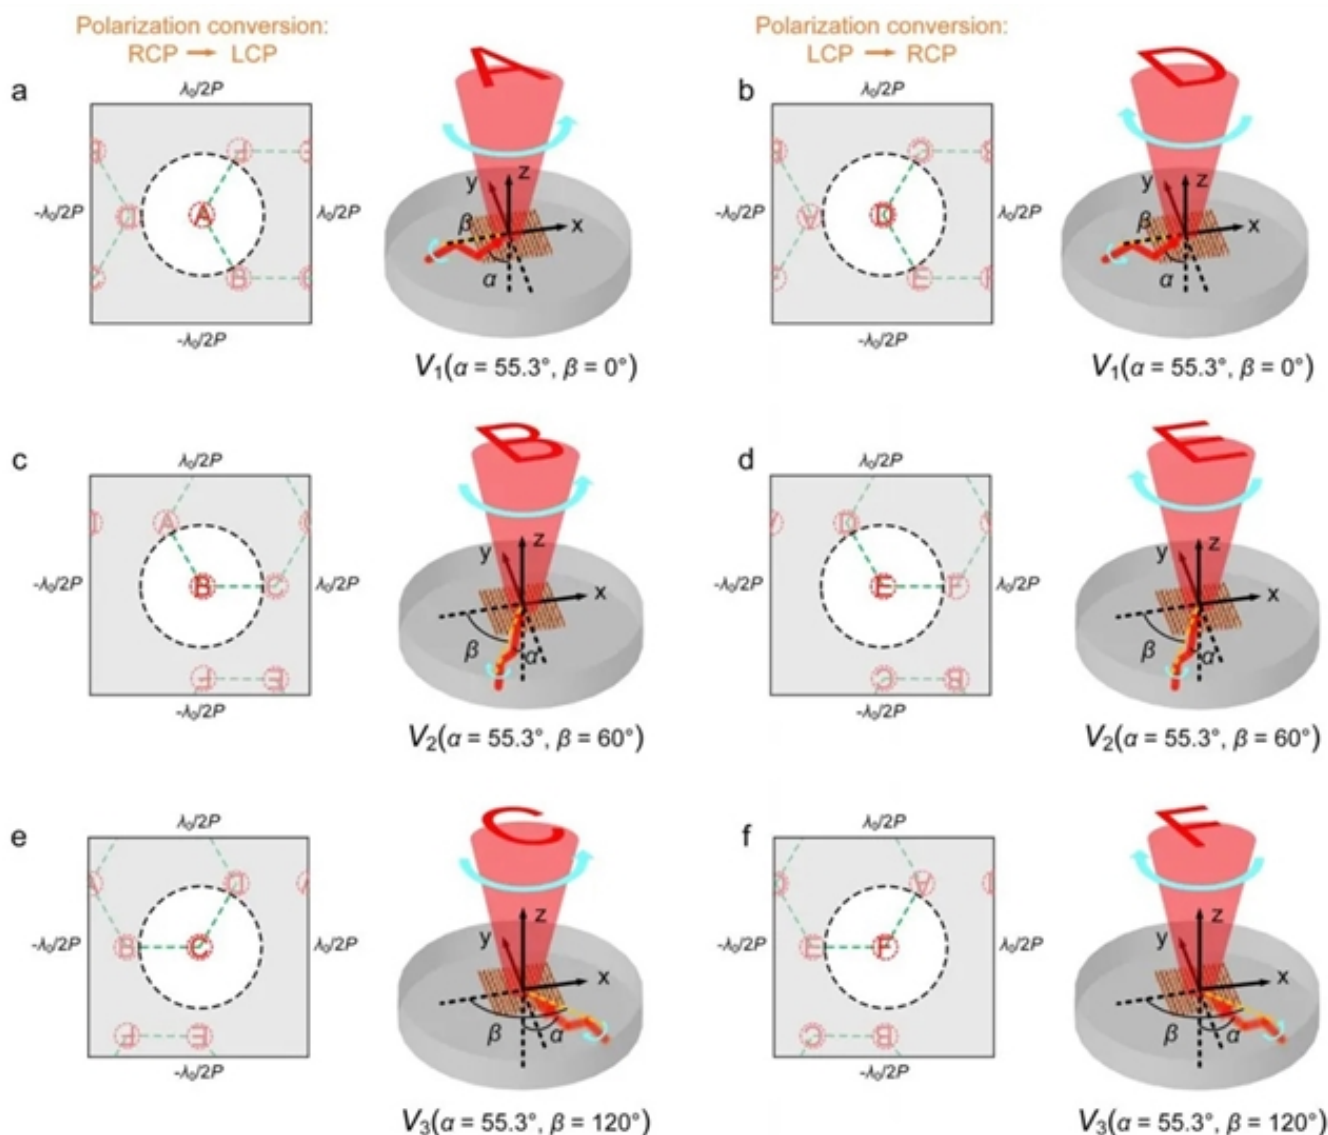 Polarization conversion:
RCP → LCP
Polarization conversion:
LCP → RCP
a
λ₀/2P
-λ₀/2P
λ₀/2P
-λ₀/2P
A
F
B
D
A
y
z
x
β
α
V₁(α = 55.3°, β = 0°)
b
λ₀/2P
-λ₀/2P
λ₀/2P
-λ₀/2P
D
C
E
A
D
y
z
x
β
α
V₁(α = 55.3°, β = 0°)
c
λ₀/2P
-λ₀/2P
λ₀/2P
-λ₀/2P
A
B
C
F
E
B
y
z
x
β
α
V₂(α = 55.3°, β = 60°)
d
λ₀/2P
-λ₀/2P
λ₀/2P
-λ₀/2P
D
E
F
C
B
E
y
z
x
β
α
V₂(α = 55.3°, β = 60°)
e
λ₀/2P
-λ₀/2P
λ₀/2P
-λ₀/2P
D
B
C
F
E
C
y
z
x
β
α
V₃(α = 55.3°, β = 120°)
f
λ₀/2P
-λ₀/2P
λ₀/2P
-λ₀/2P
A
E
F
C
B
F
y
z
x
β
α
V₃(α = 55.3°, β = 120°)